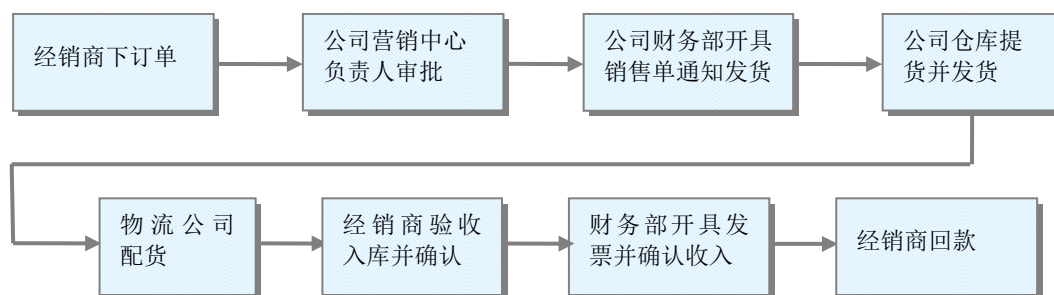 经销商下订单
公司营销中心
负责人审批
公司财务部开具
销售单通知发货
公司仓库提
货并发货
物流公司
配货
经销商验收
入库并确认
财务部开具发
票并确认收入
经销商回款